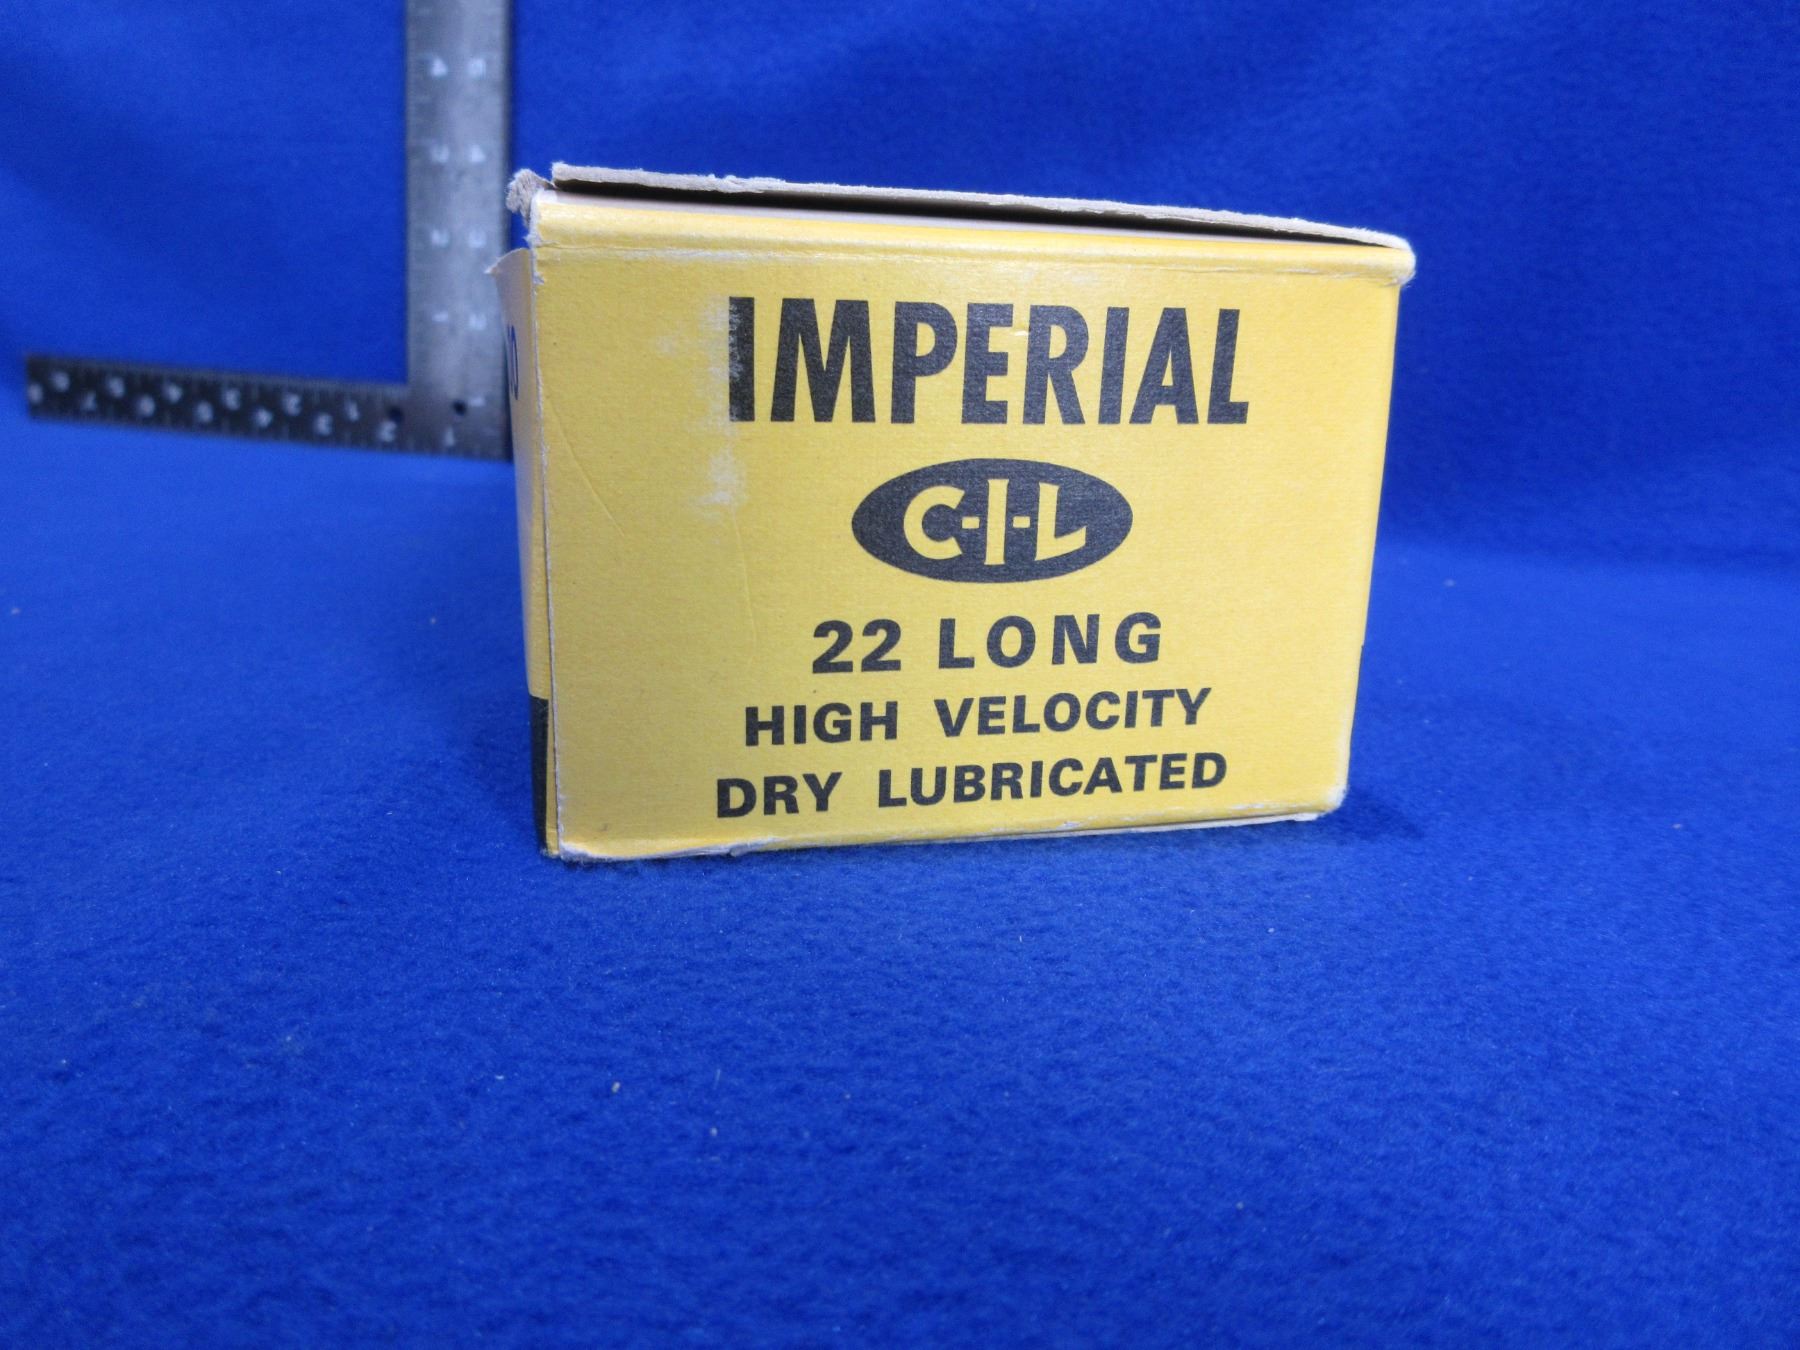 IMPERIAL
C-I-L
22 LONG
HIGH VELOCITY
DRY LUBRICATED